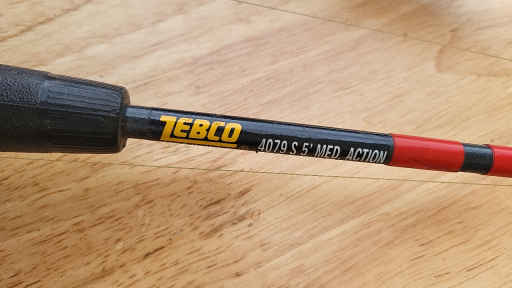 ZEBCO
4079 S 5' MED. ACTION